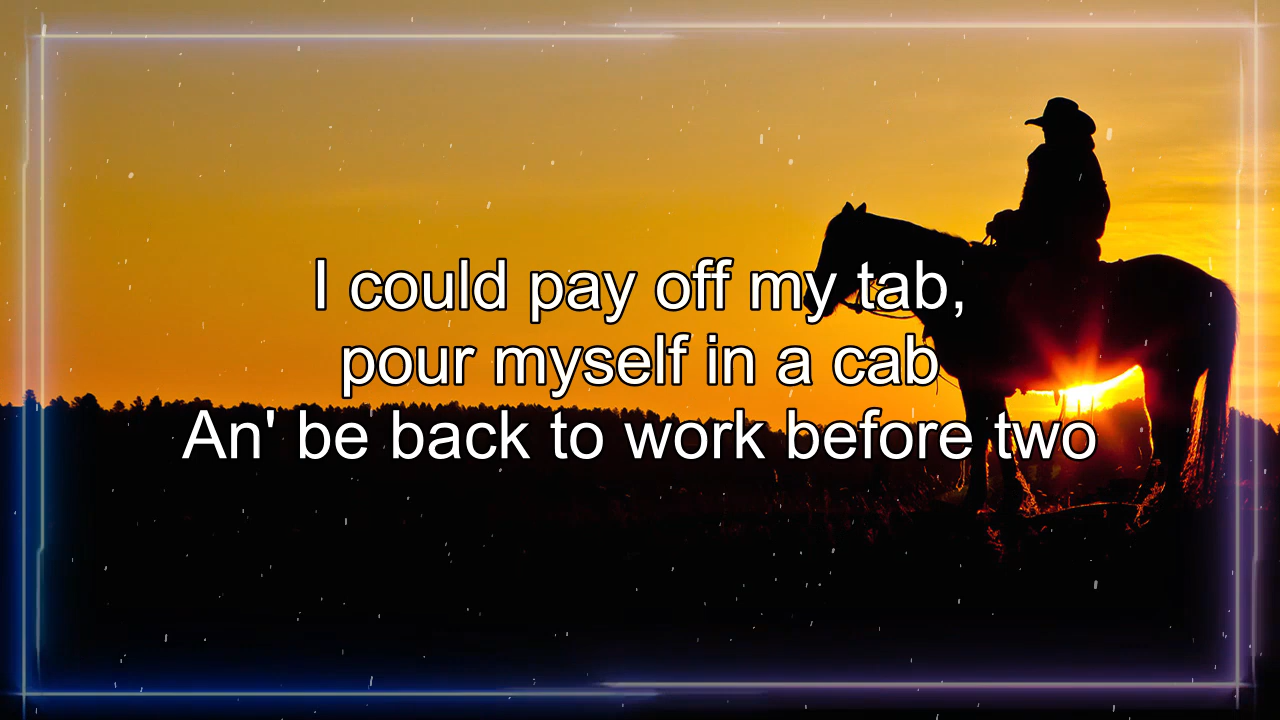 I could pay off my tab,
pour myself in a cab
An' be back to work before two